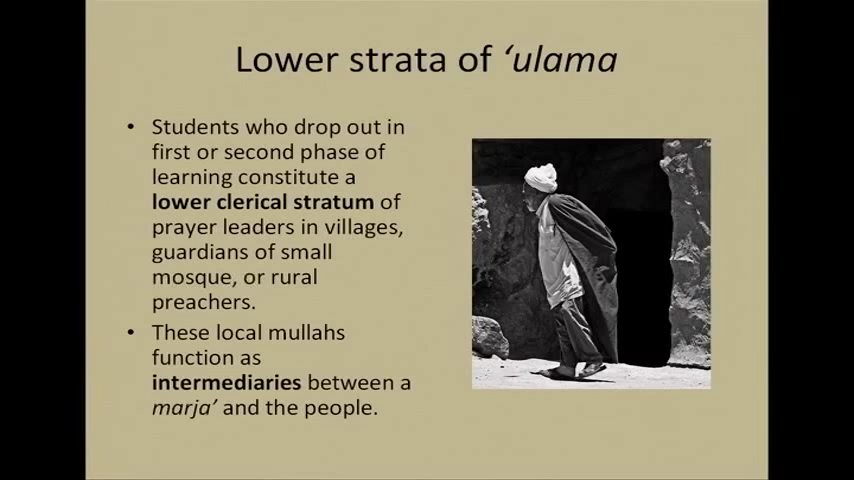 Lower strata of ‘ulama
• Students who drop out in
first or second phase of
learning constitute a
lower clerical stratum of
prayer leaders in villages,
guardians of small
mosque, or rural
preachers.
• These local mullahs
function as
intermediaries between a
marja’ and the people.